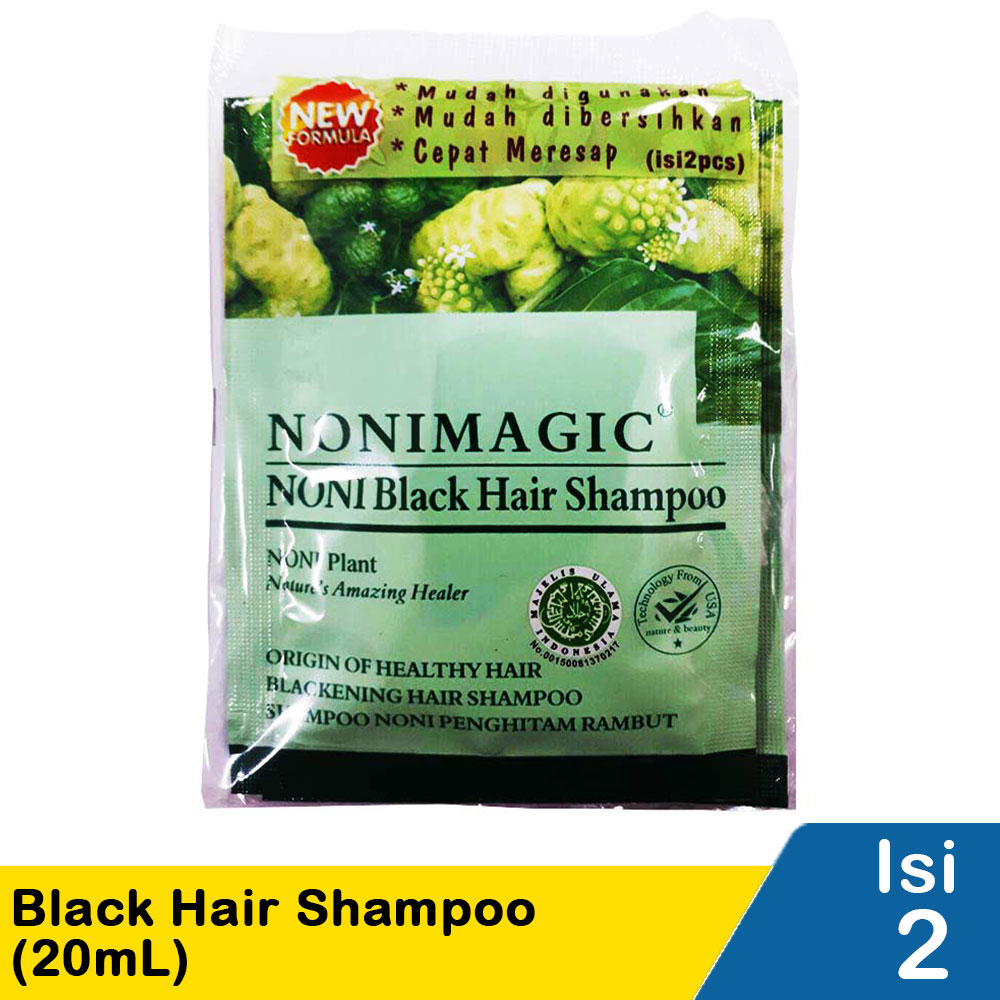 NEW
FORMULA
* Mudah digunakan
* Mudah dibersihkan
* Cepat Meresap (isi2pcs)
NONIMAGIC
NONI Black Hair Shampoo
NONI Plant
Nature's Amazing Healer
MAJELIS ULAMA
INDONESIA
No.00150081370217
Technology From USA
nature & beauty
ORIGIN OF HEALTHY HAIR
BLACKENING HAIR SHAMPOO
SHAMPOO NONI PENGHITAM RAMBUT
Black Hair Shampoo
(20mL)
Isi
2